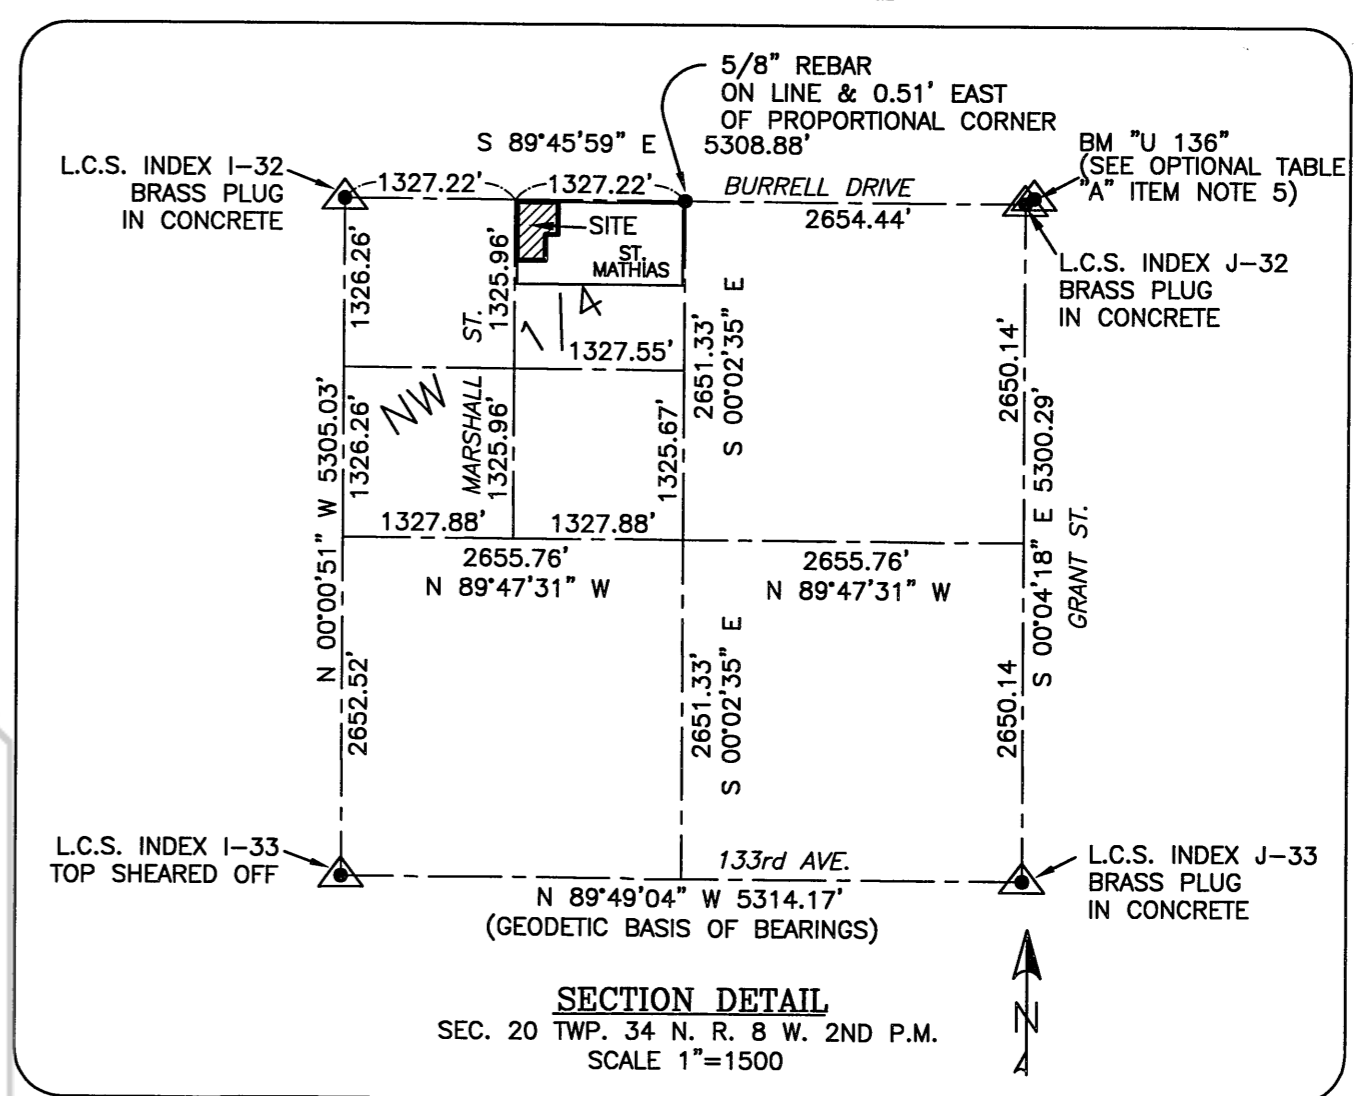 5/8" REBAR
ON LINE & 0.51' EAST
OF PROPORTIONAL CORNER
S 89°45'59" E 5308.88'
BM "U 136"
(SEE OPTIONAL TABLE
"A" ITEM NOTE 5)
L.C.S. INDEX I-32
BRASS PLUG
IN CONCRETE
1327.22'
1327.22'
BURRELL DRIVE
2654.44'
L.C.S. INDEX J-32
BRASS PLUG
IN CONCRETE
SITE
ST.
MATHIAS
1326.26'
1325.96'
1/4
1327.55'
2651.33'
S 00°02'35" E
2650.14'
NW
MARSHALL ST.
N 00°00'51" W 5305.03'
1326.26'
1325.96'
1325.67'
S 00°04'18" E 5300.29'
GRANT ST.
1327.88'
1327.88'
2655.76'
N 89°47'31" W
2655.76'
N 89°47'31" W
2652.52'
2651.33'
S 00°02'35" E
2650.14
L.C.S. INDEX I-33
TOP SHEARED OFF
133rd AVE.
L.C.S. INDEX J-33
BRASS PLUG
IN CONCRETE
N 89°49'04" W 5314.17'
(GEODETIC BASIS OF BEARINGS)
N
SECTION DETAIL
SEC. 20 TWP. 34 N. R. 8 W. 2ND P.M.
SCALE 1"=1500